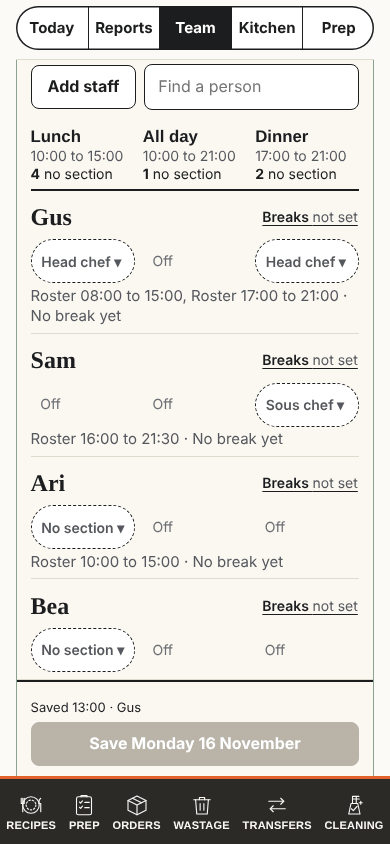 Today Reports Team Kitchen Prep
Add staff Find a person
Lunch All day Dinner
10:00 to 15:00 10:00 to 21:00 17:00 to 21:00
4 no section 1 no section 2 no section
Gus Breaks not set
Head chef ▾ Off Head chef ▾
Roster 08:00 to 15:00, Roster 17:00 to 21:00 ·
No break yet
Sam Breaks not set
Off Off Sous chef ▾
Roster 16:00 to 21:30 · No break yet
Ari Breaks not set
No section ▾ Off Off
Roster 10:00 to 15:00 · No break yet
Bea Breaks not set
No section ▾ Off Off
Saved 13:00 · Gus
Save Monday 16 November
RECIPES PREP ORDERS WASTAGE TRANSFERS CLEANING